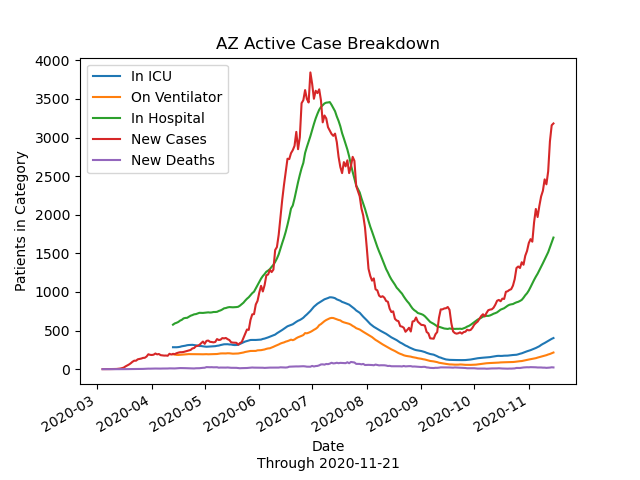 AZ Active Case Breakdown
In ICU
On Ventilator
In Hospital
New Cases
New Deaths
Patients in Category
4000
3500
3000
2500
2000
1500
1000
500
0
2020-03
2020-04
2020-05
2020-06
2020-07
2020-08
2020-09
2020-10
2020-11
Date
Through 2020-11-21